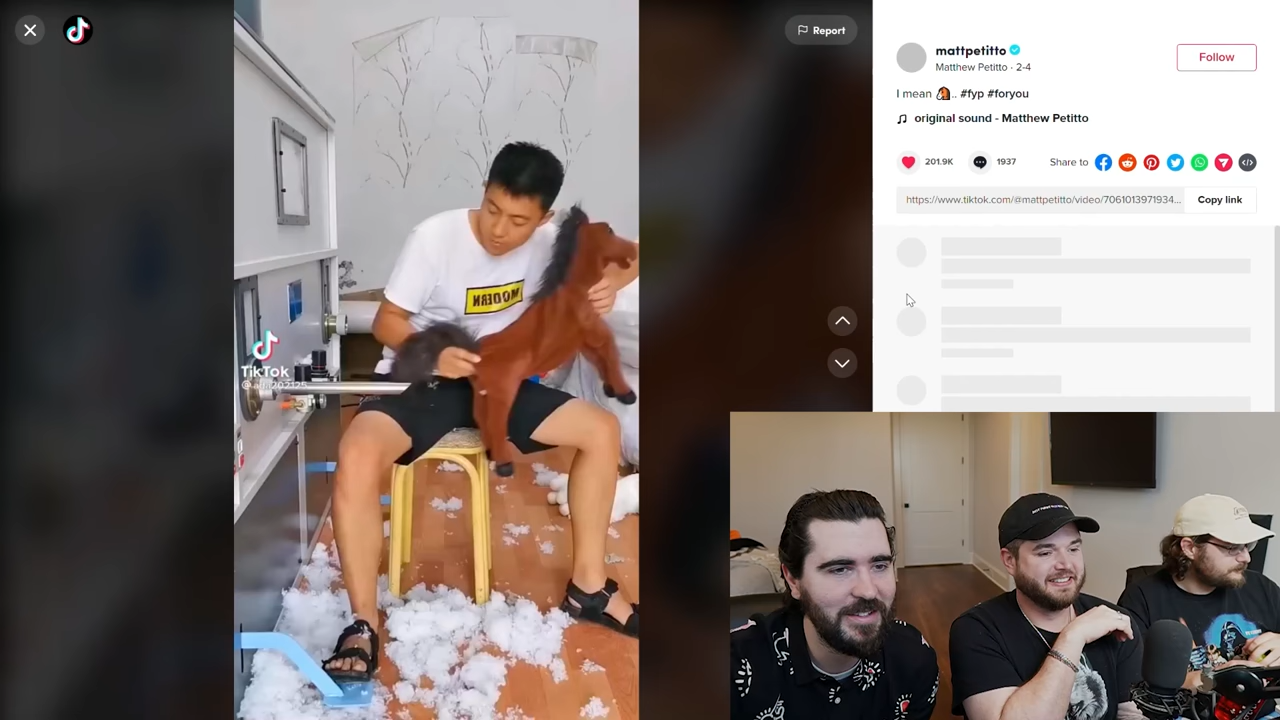 Report
mattpetitto
Matthew Petitto · 2-4
Follow
I mean 🐴.. #fyp #foryou
original sound - Matthew Petitto
201.9K
1937
Share to
https://www.tiktok.com/@mattpetitto/video/7061013971934...
Copy link
MODERN
TikTok